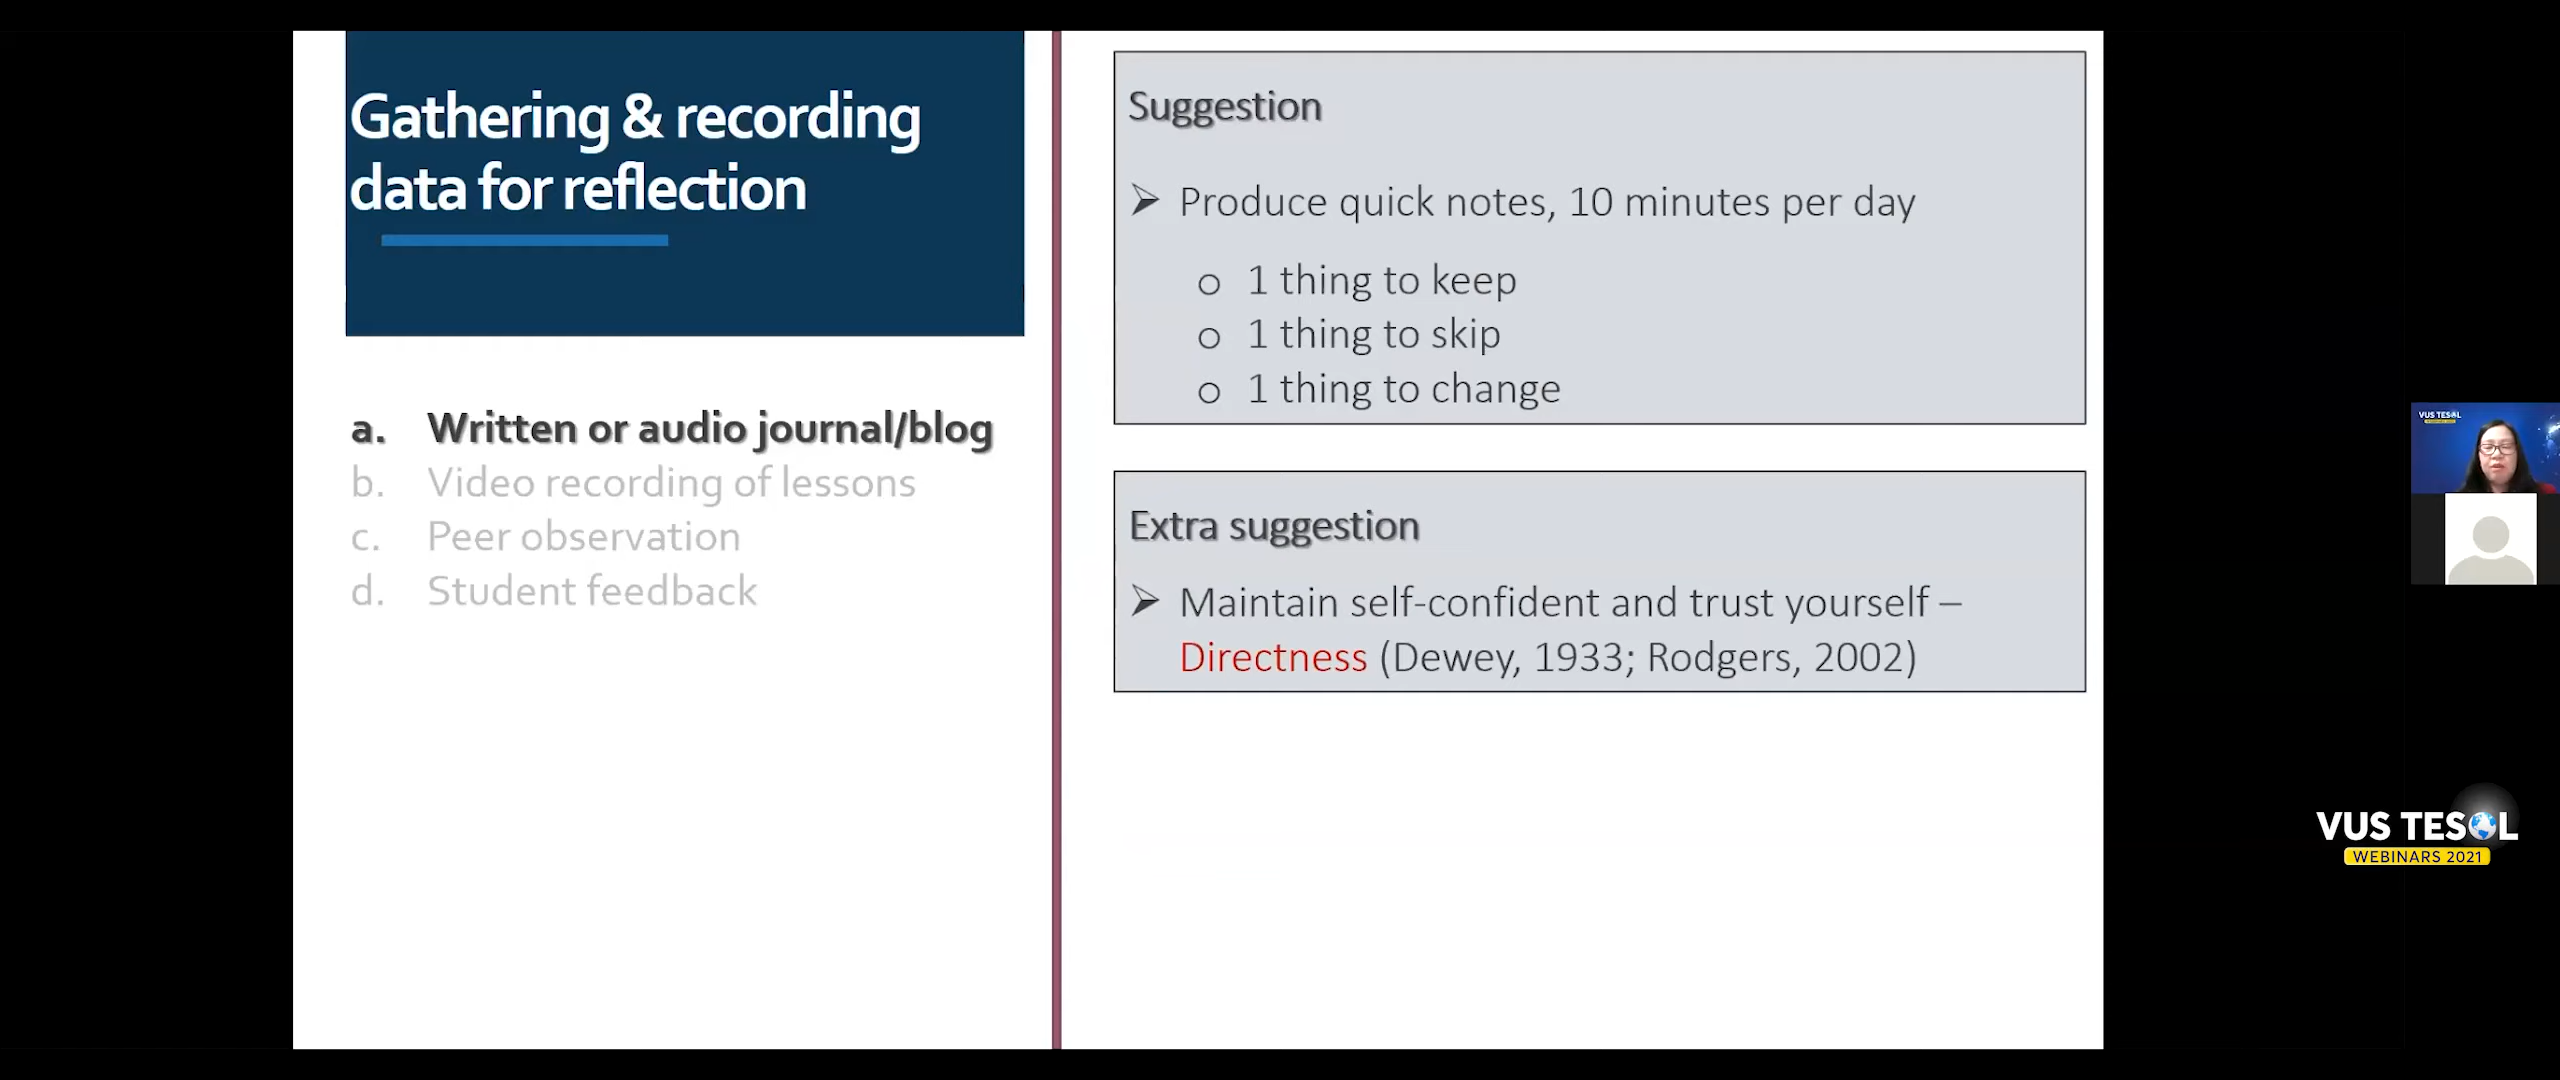 Gathering & recording
data for reflection
a. Written or audio journal/blog
b. Video recording of lessons
c. Peer observation
d. Student feedback
Suggestion
➤ Produce quick notes, 10 minutes per day
o 1 thing to keep
o 1 thing to skip
o 1 thing to change
Extra suggestion
➤ Maintain self-confident and trust yourself –
Directness (Dewey, 1933; Rodgers, 2002)
VUS TESOL
VUS TESOL
WEBINARS 2021